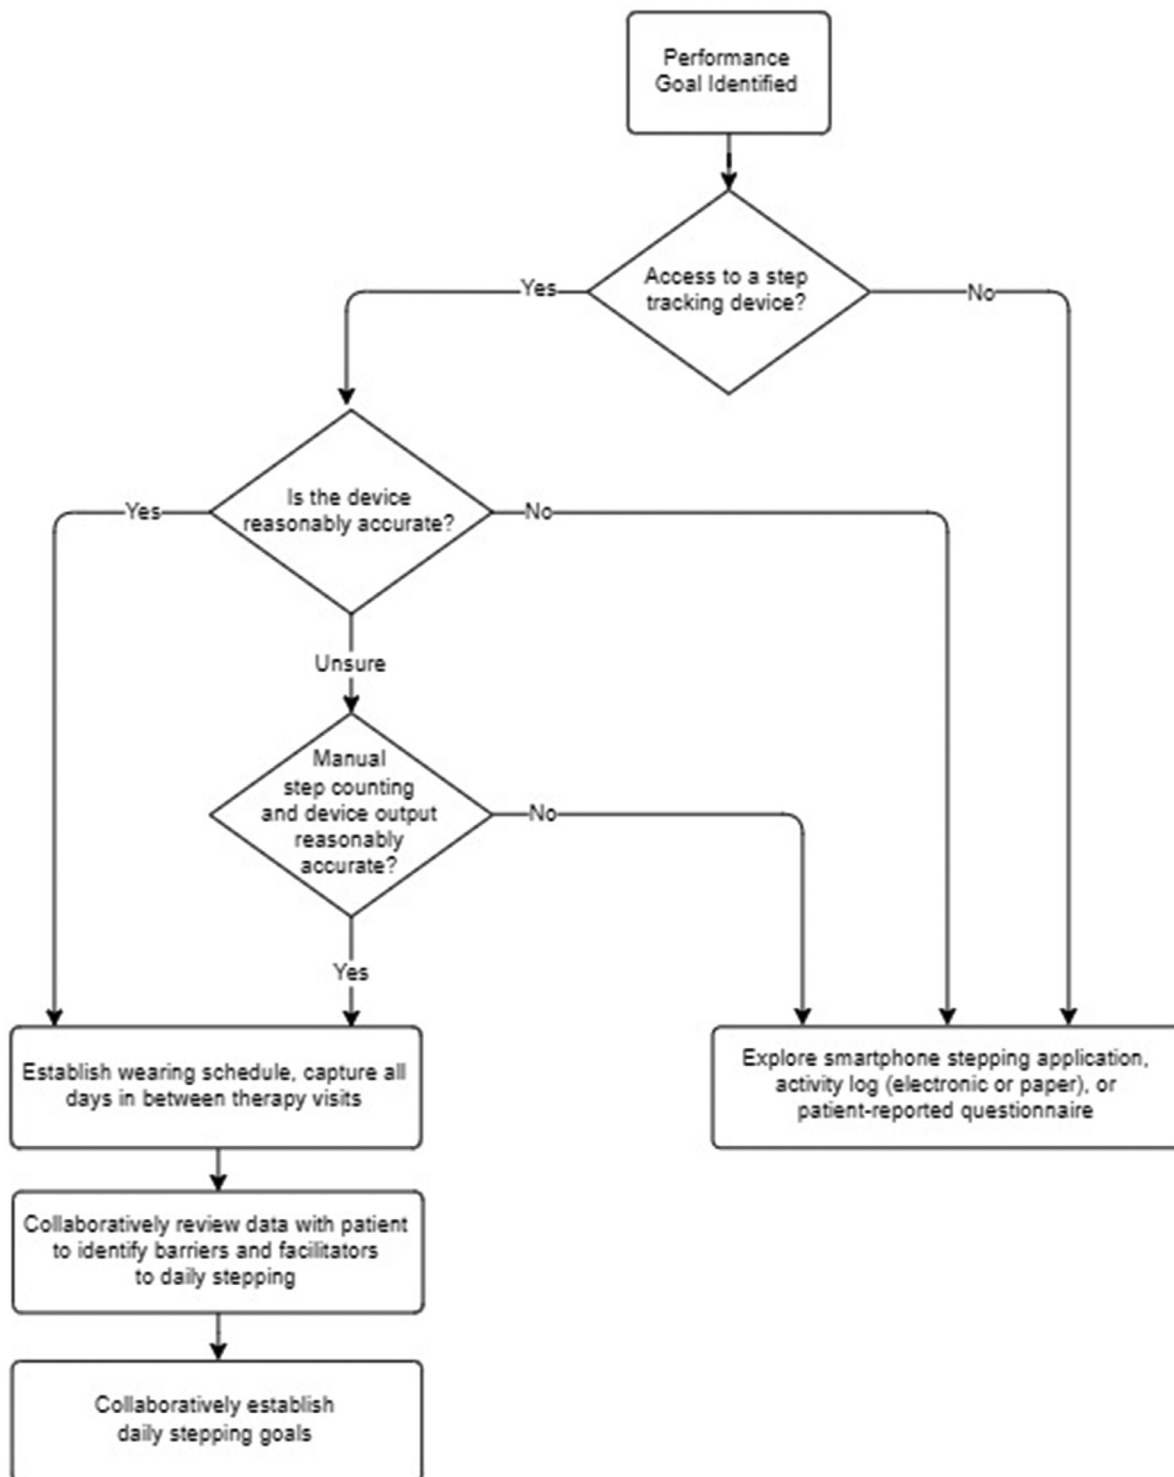 Performance
Goal Identified
Access to a step
tracking device?
Yes
No
Is the device
reasonably accurate?
Yes
No
Unsure
Manual
step counting
and device output
reasonably
accurate?
No
Yes
Establish wearing schedule, capture all
days in between therapy visits
Explore smartphone stepping application,
activity log (electronic or paper), or
patient-reported questionnaire
Collaboratively review data with patient
to identify barriers and facilitators
to daily stepping
Collaboratively establish
daily stepping goals